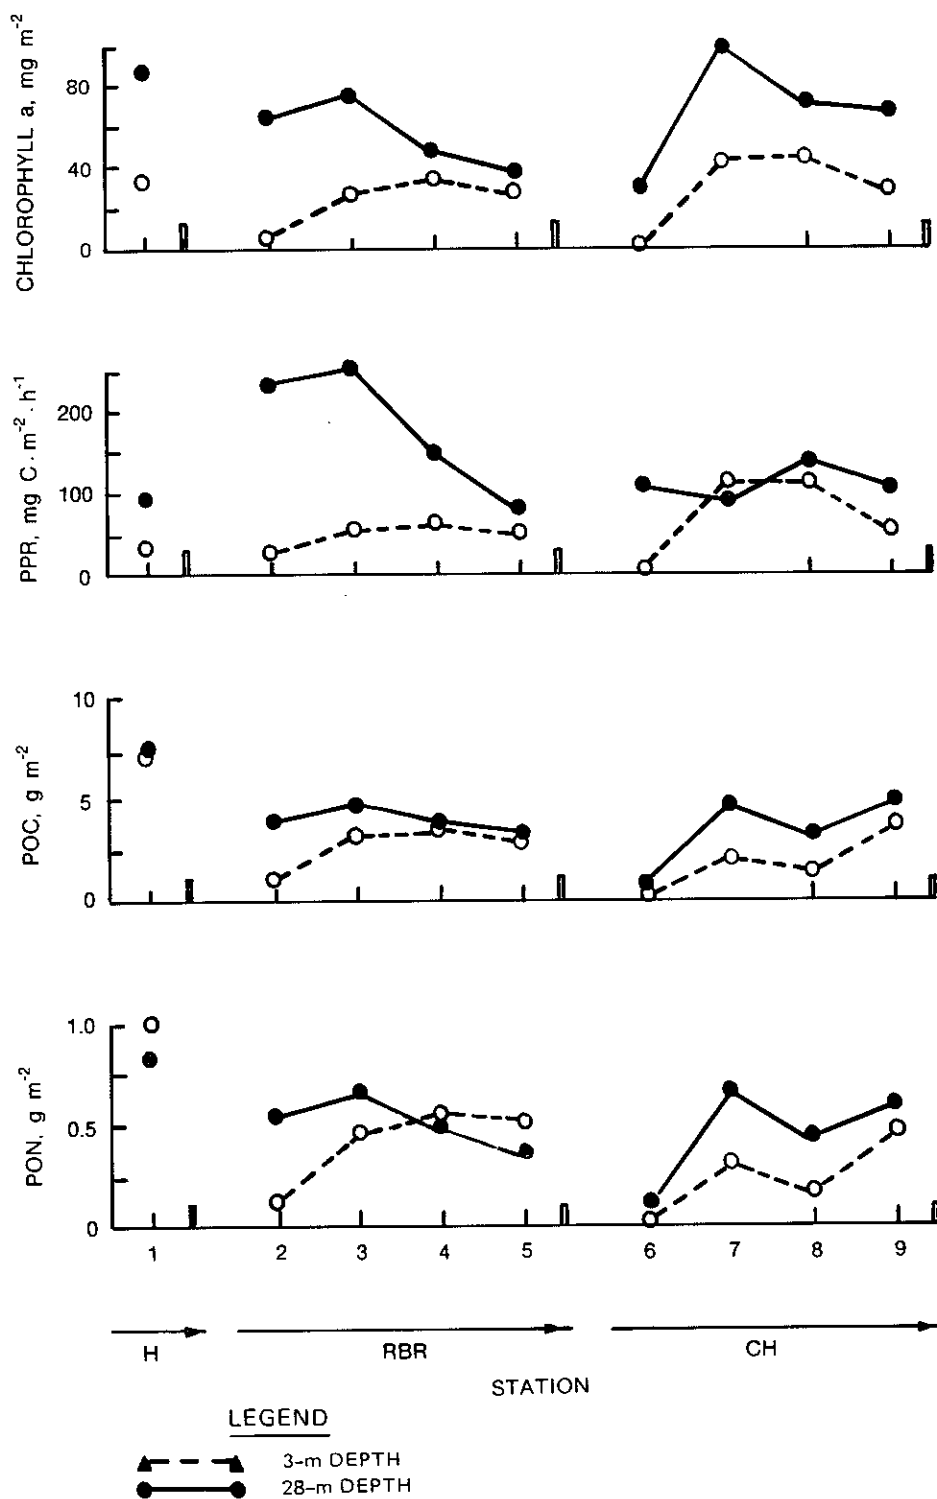 CHLOROPHYLL a, mg m-2
80
40
0
PPR, mg C·m-2·h-1
200
100
0
POC, g m-2
10
5
0
PON, g m-2
1.0
0.5
0
1 2 3 4 5 6 7 8 9
H RBR CH
STATION
LEGEND
3-m DEPTH
28-m DEPTH